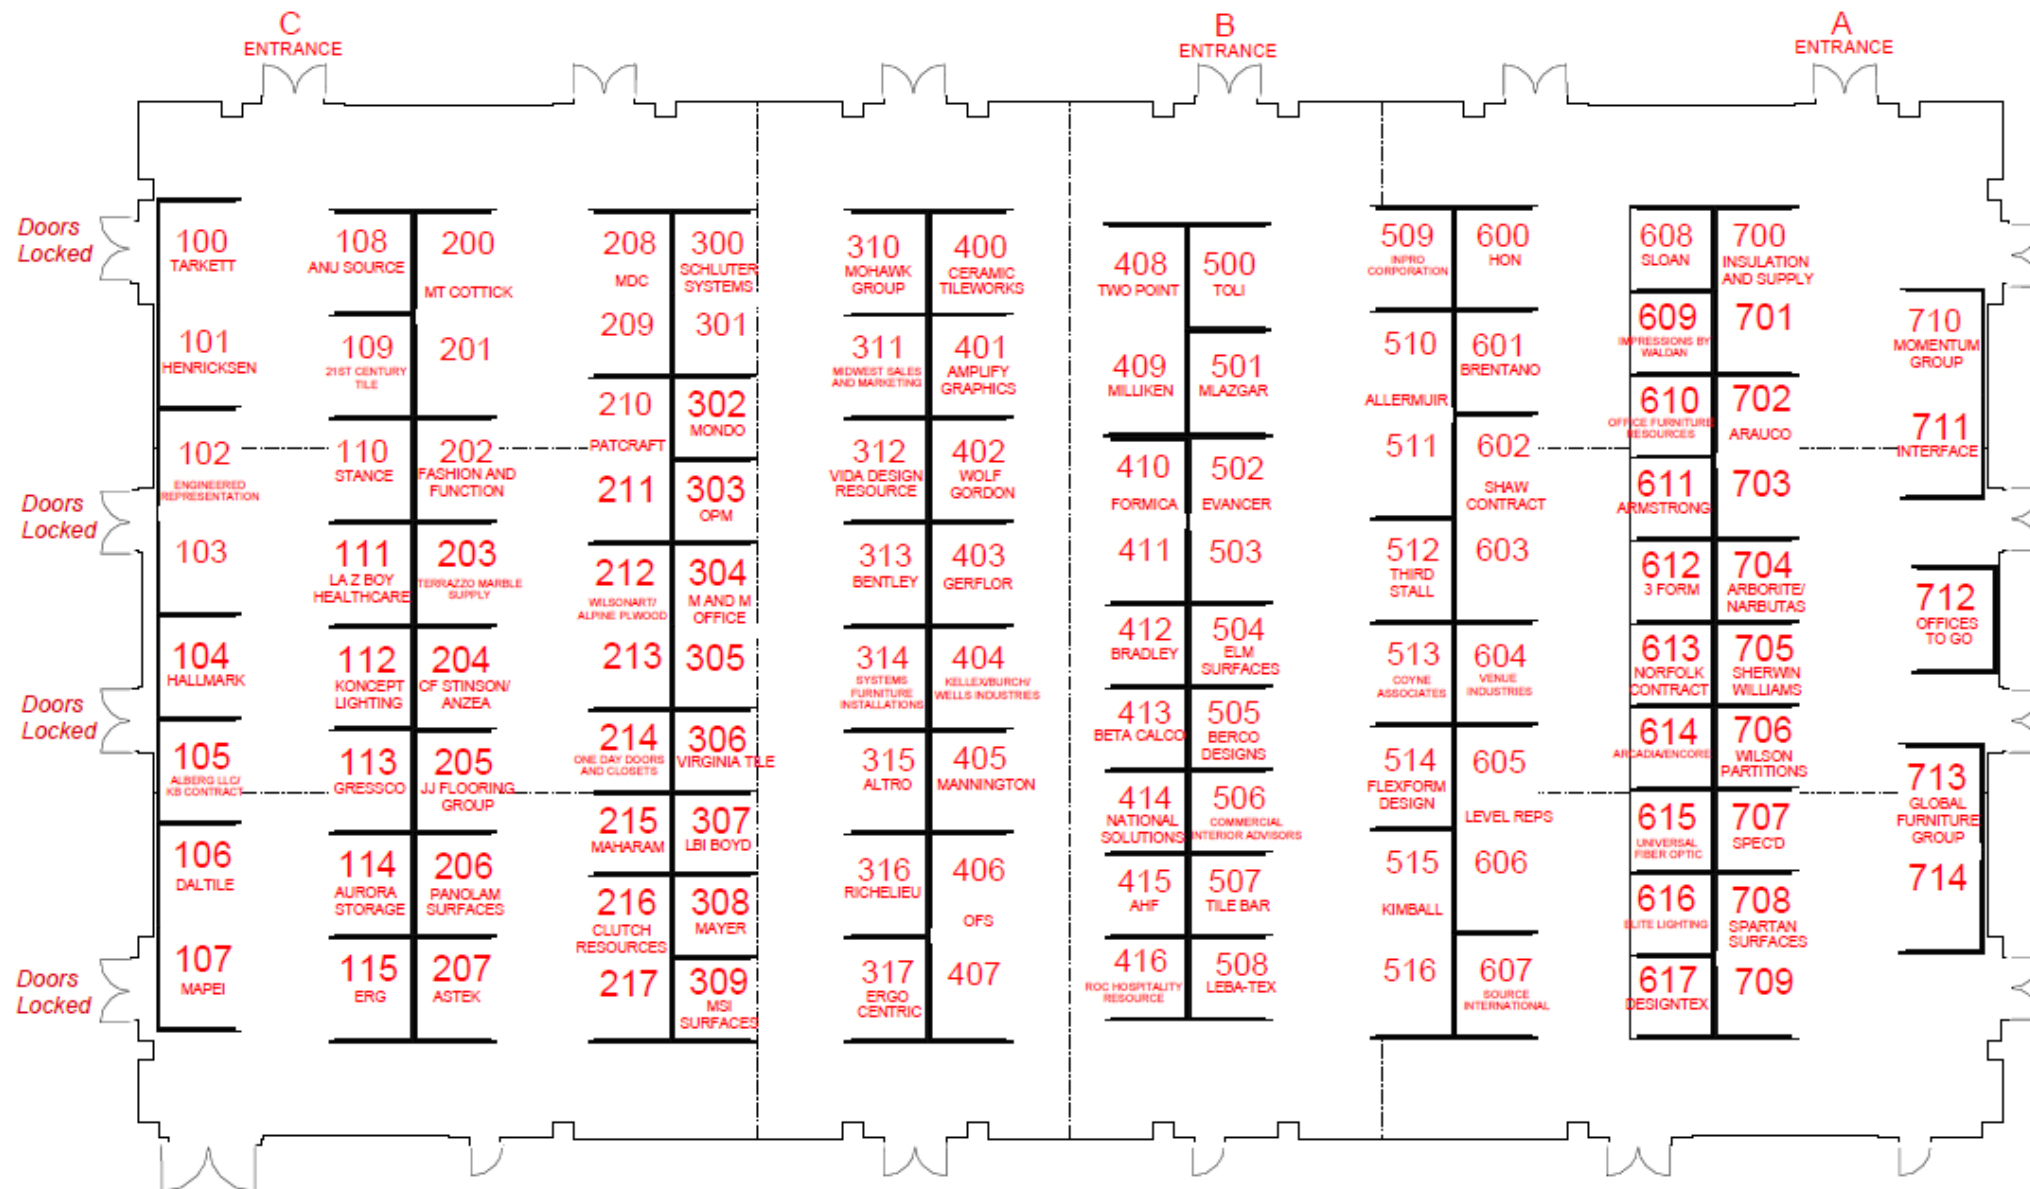 C
ENTRANCE
B
ENTRANCE
A
ENTRANCE
Doors
Locked
Doors
Locked
Doors
Locked
Doors
Locked
100
TARKETT
101
HENRICKSEN
102
ENGINEERED
REPRESENTATION
103
104
HALLMARK
105
ALBERG LLC/
KB CONTRACT
106
DALTILE
107
MAPEI
108
ANU SOURCE
109
21ST CENTURY
TILE
110
STANCE
111
LA Z BOY
HEALTHCARE
112
KONCEPT
LIGHTING
113
GRESSCO
114
AURORA
STORAGE
115
ERG
200
MT COTTICK
201
202
FASHION AND
FUNCTION
203
TERRAZZO MARBLE
SUPPLY
204
CF STINSON/
ANZEA
205
JJ FLOORING
GROUP
206
PANOLAM
SURFACES
207
ASTEK
208
MDC
209
210
PATCRAFT
211
212
WILSONART/
ALPINE PLWOOD
213
214
ONE DAY DOORS
AND CLOSETS
215
MAHARAM
216
CLUTCH
RESOURCES
217
300
SCHLUTER
SYSTEMS
301
302
MONDO
303
OPM
304
M AND M
OFFICE
305
306
VIRGINIA TILE
307
LBI BOYD
308
MAYER
309
MSI
SURFACES
310
MOHAWK
GROUP
311
MIDWEST SALES
AND MARKETING
312
VIDA DESIGN
RESOURCE
313
BENTLEY
314
SYSTEMS
FURNITURE
INSTALLATIONS
315
ALTRO
316
RICHELIEU
317
ERGO
CENTRIC
400
CERAMIC
TILEWORKS
401
AMPLIFY
GRAPHICS
402
WOLF
GORDON
403
GERFLOR
404
KELLEX/BURCH/
WELLS INDUSTRIES
405
MANNINGTON
406
OFS
407
408
TWO POINT
409
MILLIKEN
410
FORMICA
411
412
BRADLEY
413
BETA CALCO
414
NATIONAL
SOLUTIONS
415
AHF
416
ROC HOSPITALITY
RESOURCE
500
TOLI
501
MLAZGAR
502
EVANCER
503
504
ELM
SURFACES
505
BERCO
DESIGNS
506
COMMERCIAL
INTERIOR ADVISORS
507
TILE BAR
508
LEBA-TEX
509
INPRO
CORPORATION
510
ALLERMUIR
511
512
THIRD
STALL
513
COYNE
ASSOCIATES
514
FLEXFORM
DESIGN
515
KIMBALL
516
600
HON
601
BRENTANO
602
SHAW
CONTRACT
603
604
VENUE
INDUSTRIES
605
LEVEL REPS
606
607
SOURCE
INTERNATIONAL
608
SLOAN
609
IMPRESSIONS BY
WALDAN
610
OFFICE FURNITURE
RESOURCES
611
ARMSTRONG
612
3 FORM
613
NORFOLK
CONTRACT
614
ARCADIA/ENCORE
615
UNIVERSAL
FIBER OPTIC
616
ELITE LIGHTING
617
DESIGNTEX
700
INSULATION
AND SUPPLY
701
702
ARAUCO
703
704
ARBORITE/
NARBUTAS
705
SHERWIN
WILLIAMS
706
WILSON
PARTITIONS
707
SPEC'D
708
SPARTAN
SURFACES
709
710
MOMENTUM
GROUP
711
INTERFACE
712
OFFICES
TO GO
713
GLOBAL
FURNITURE
GROUP
714